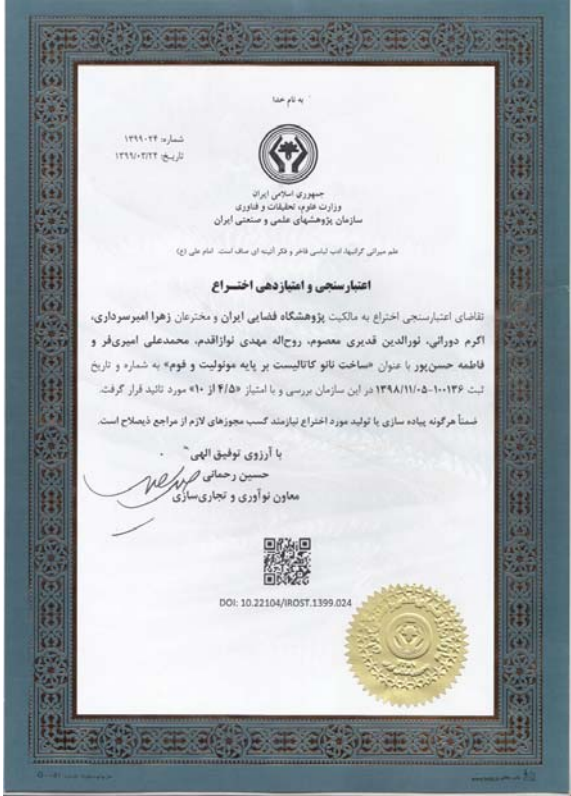 به نام خدا
شماره: ۱۳۹۹۰۲۴
تاریخ: ۱۳۹۹/۰۲/۲۲
جمهوری اسلامی ایران
وزارت علوم، تحقیقات و فناوری
سازمان پژوهشهای علمی و صنعتی ایران
علم میراثی گرانبها، ادب لباسی فاخر و فکر آئینه ای صاف است. امام علی (ع)
اعتبارسنجی و امتیازدهی اختــراع
تقاضای اعتبارسنجی اختراع به مالکیت پژوهشگاه فضایی ایران و مخترعان زهرا امیرسرداری،
اکرم دورانی، نورالدین قدیری معصوم، روح‌اله مهدی نوازاقدم، محمدعلی امیری‌فر و
فاطمه حسن‌پور با عنوان «ساخت نانو کاتالیست بر پایه مونولیت و فوم» به شماره و تاریخ
ثبت ۱۰۰۱۳۶-۱۳۹۸/۱۱/۰۵ در این سازمان بررسی و با امتیاز «۴/۵ از ۱۰» مورد تائید قرار گرفت.
ضمناً هرگونه پیاده سازی یا تولید مورد اختراع نیازمند کسب مجوزهای لازم از مراجع ذیصلاح است.
با آرزوی توفیق الهی
حسین رحمانی
معاون نوآوری و تجاری‌سازی
DOI: 10.22104/IROST.1399.024